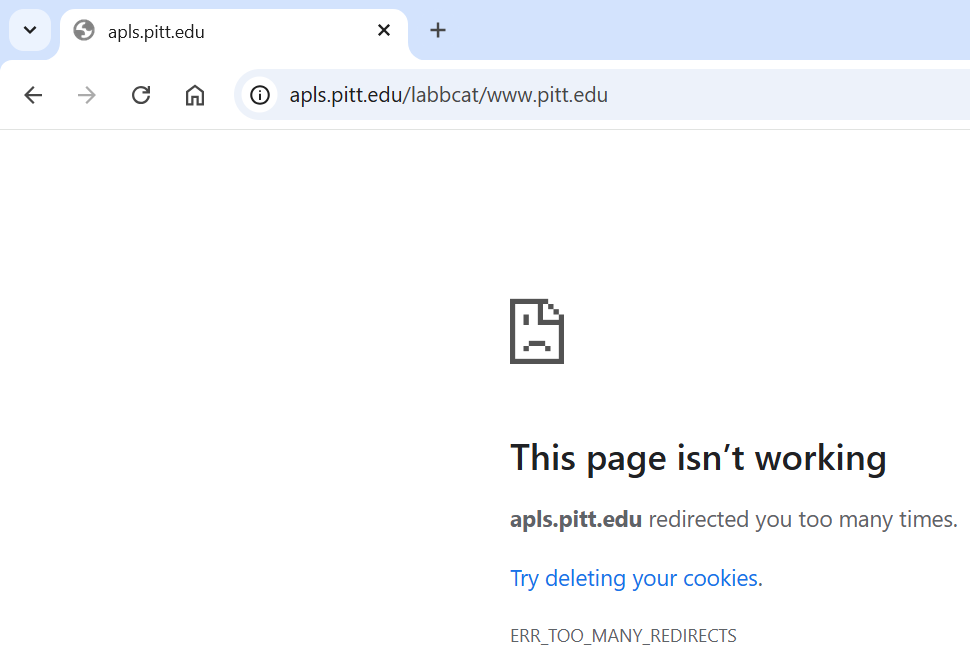 apls.pitt.edu
apls.pitt.edu/labbcat/www.pitt.edu
This page isn’t working
apls.pitt.edu redirected you too many times.
Try deleting your cookies.
ERR_TOO_MANY_REDIRECTS